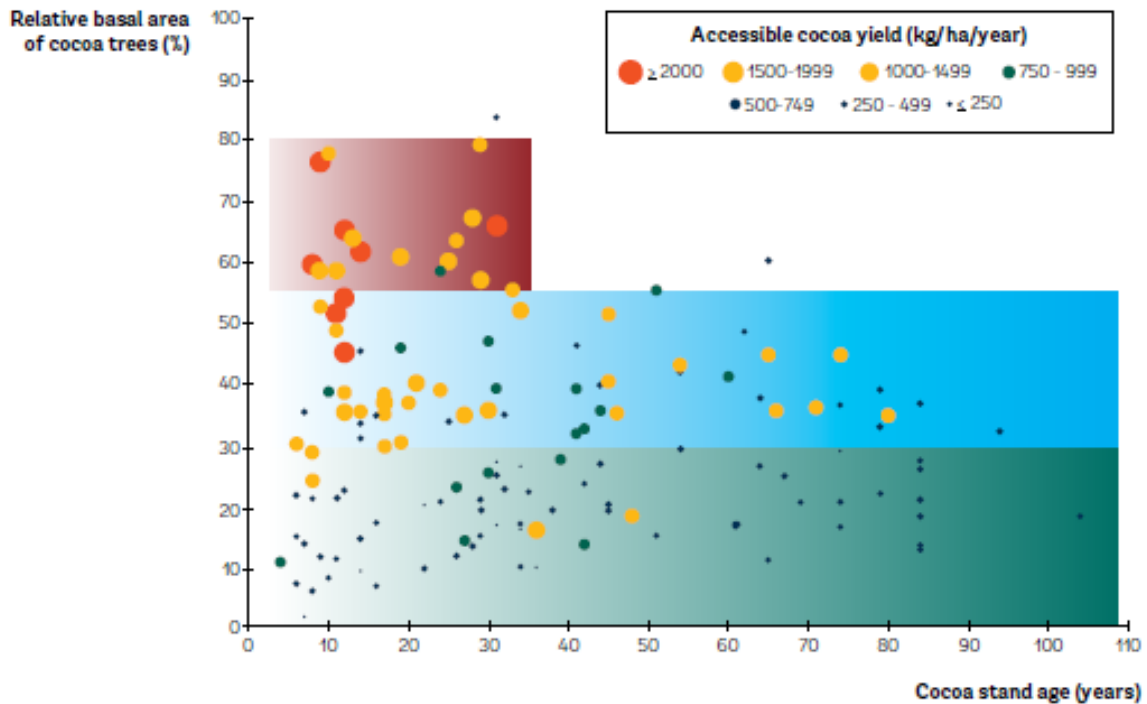 Relative basal area
of cocoa trees (%)
Accessible cocoa yield (kg/ha/year)
≥ 2000 1500-1999 1000-1499 750 - 999
500-749 250 - 499 ≤ 250
100
90
80
70
60
50
40
30
20
10
0
0 10 20 30 40 50 60 70 80 90 100 110
Cocoa stand age (years)